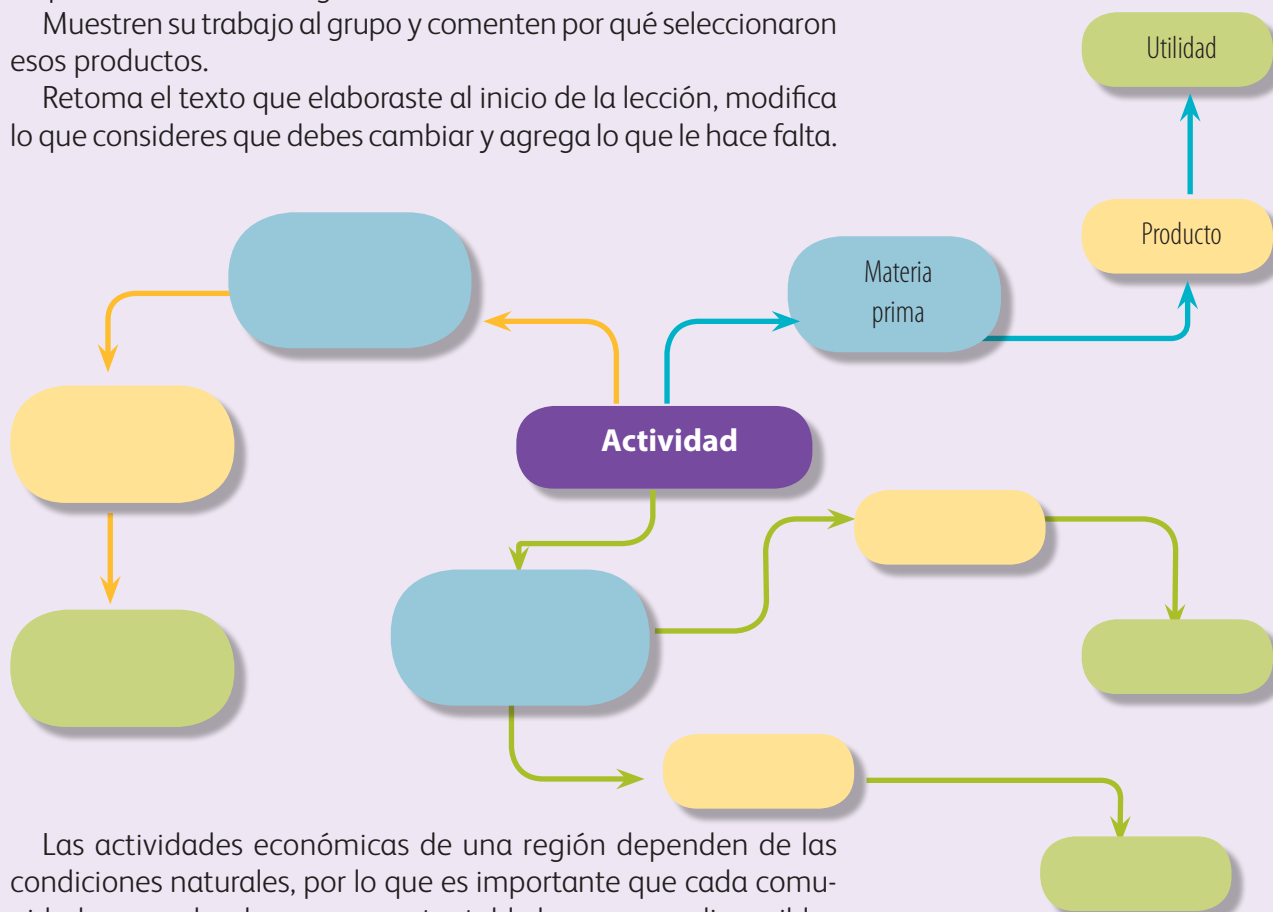 Muestren su trabajo al grupo y comenten por qué seleccionaron
esos productos.
Retoma el texto que elaboraste al inicio de la lección, modifica
lo que consideres que debes cambiar y agrega lo que le hace falta.
Utilidad
Producto
Materia
prima
Actividad
Las actividades económicas de una región dependen de las
condiciones naturales, por lo que es importante que cada comu-